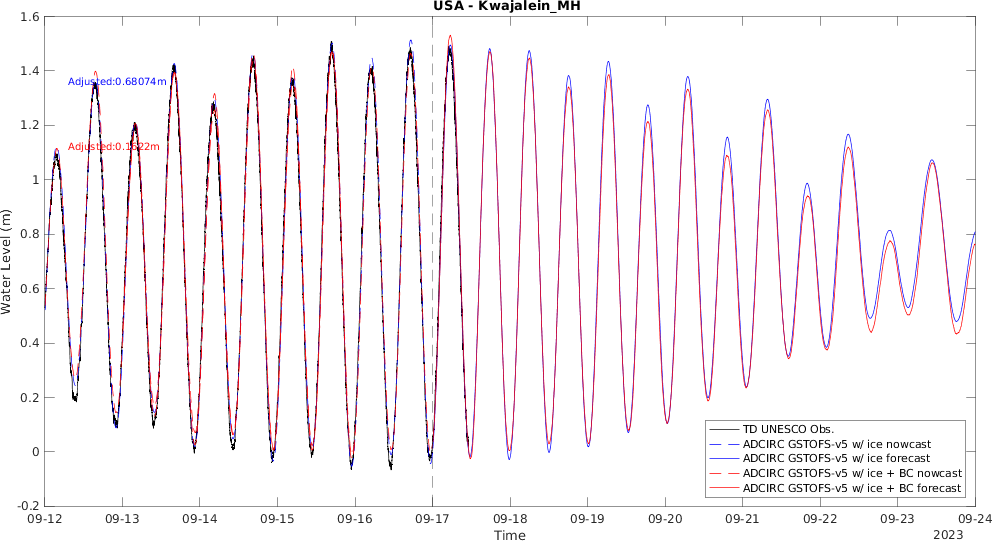 USA - Kwajalein_MH
1.6
1.4
1.2
1
0.8
0.6
0.4
0.2
0
-0.2
Water Level (m)
Adjusted:0.68074m
Adjusted:0.1622m
TD UNESCO Obs.
ADCIRC GSTOFS-v5 w/ ice nowcast
ADCIRC GSTOFS-v5 w/ ice forecast
ADCIRC GSTOFS-v5 w/ ice + BC nowcast
ADCIRC GSTOFS-v5 w/ ice + BC forecast
09-12 09-13 09-14 09-15 09-16 09-17 09-18 09-19 09-20 09-21 09-22 09-23 09-24
Time
2023